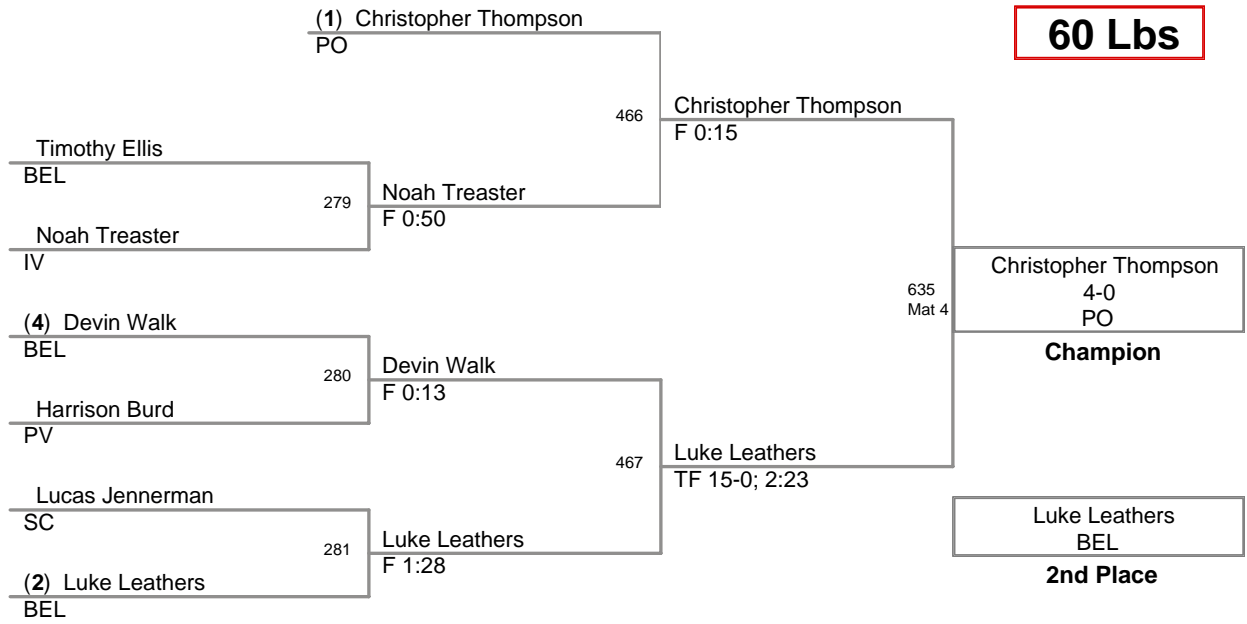 (1) Christopher Thompson
PO
60 Lbs
466
Christopher Thompson
F 0:15
Timothy Ellis
BEL
279
Noah Treaster
F 0:50
Noah Treaster
IV
635
Mat 4
Christopher Thompson
4-0
PO
Champion
(4) Devin Walk
BEL
280
Devin Walk
F 0:13
Harrison Burd
PV
467
Luke Leathers
TF 15-0; 2:23
Lucas Jennerman
SC
281
Luke Leathers
F 1:28
(2) Luke Leathers
BEL
Luke Leathers
BEL
2nd Place